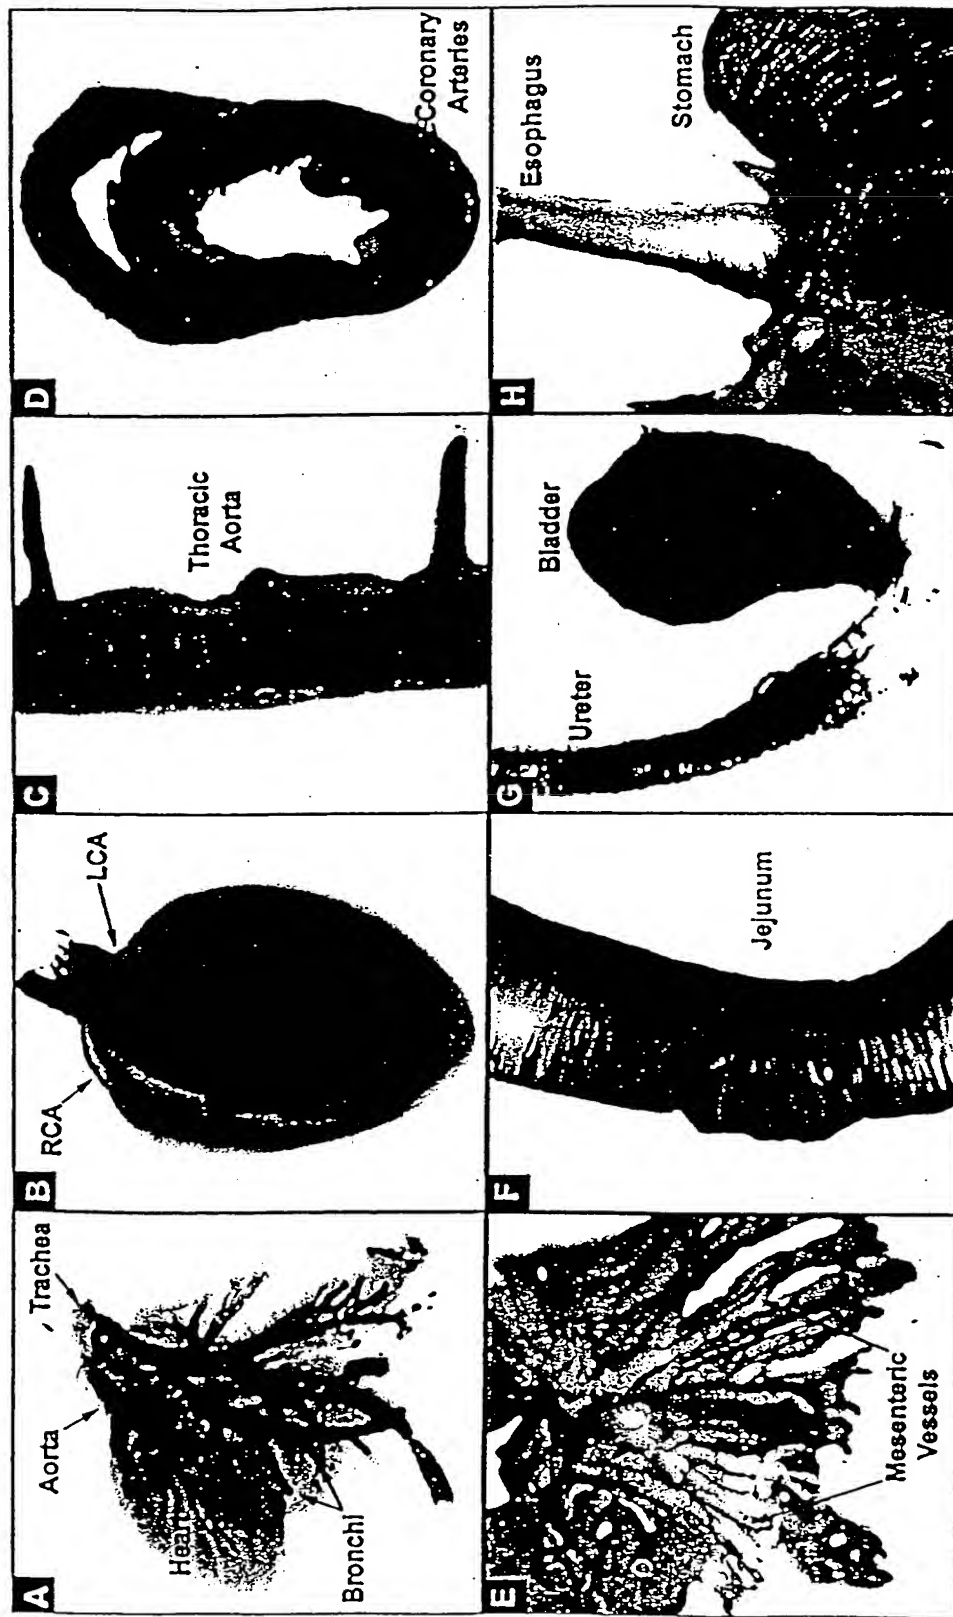 A
Aorta
Trachea
Heart
Bronchi
B
RCA
LCA
C
Thoracic
Aorta
D
Coronary
Arteries
E
Mesenteric
Vessels
F
Jejunum
G
Ureter
Bladder
H
Esophagus
Stomach